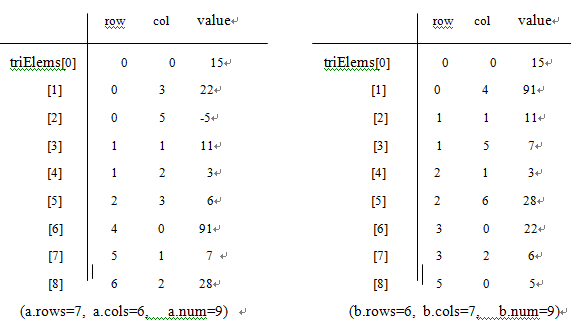 row col value↵ row col value↵
triElems[0] 0 0 15↵ triElems[0] 0 0 15↵
[1] 0 3 22↵ [1] 0 4 91↵
[2] 0 5 -5↵ [2] 1 1 11↵
[3] 1 1 11↵ [3] 1 5 7↵
[4] 1 2 3↵ [4] 2 1 3↵
[5] 2 3 6↵ [5] 2 6 28↵
[6] 4 0 91↵ [6] 3 0 22↵
[7] 5 1 7 ↵ [7] 3 2 6↵
[8] 6 2 28↵ [8] 5 0 5↵
(a.rows=7, a.cols=6, a.num=9) ↵ (b.rows=6, b.cols=7, b.num=9)↵